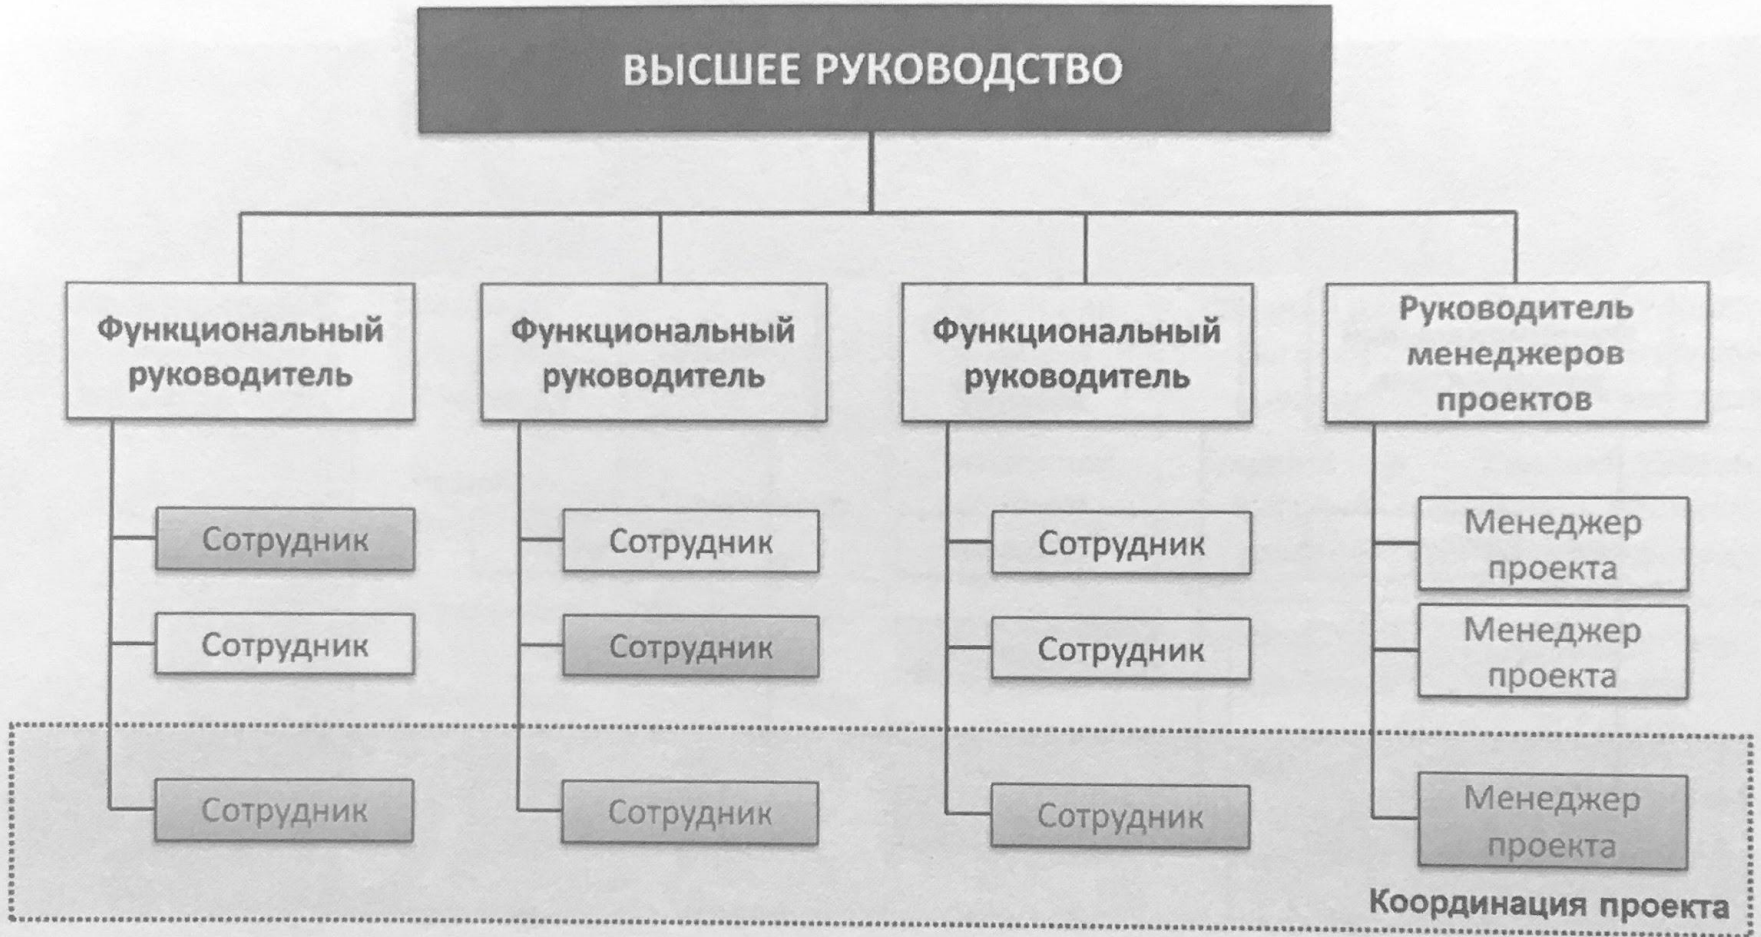 ВЫСШЕЕ РУКОВОДСТВО
Функциональный
руководитель
Функциональный
руководитель
Функциональный
руководитель
Руководитель
менеджеров
проектов
Сотрудник
Сотрудник
Сотрудник
Менеджер
проекта
Сотрудник
Сотрудник
Сотрудник
Менеджер
проекта
Сотрудник
Сотрудник
Сотрудник
Менеджер
проекта
Координация проекта